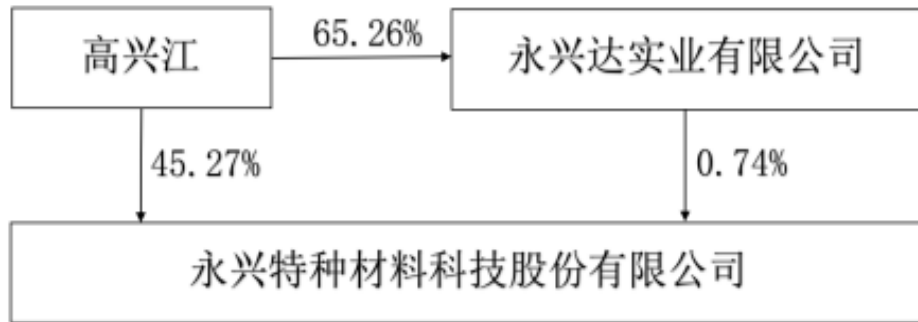 高兴江
65.26%
永兴达实业有限公司
45.27%
0.74%
永兴特种材料科技股份有限公司